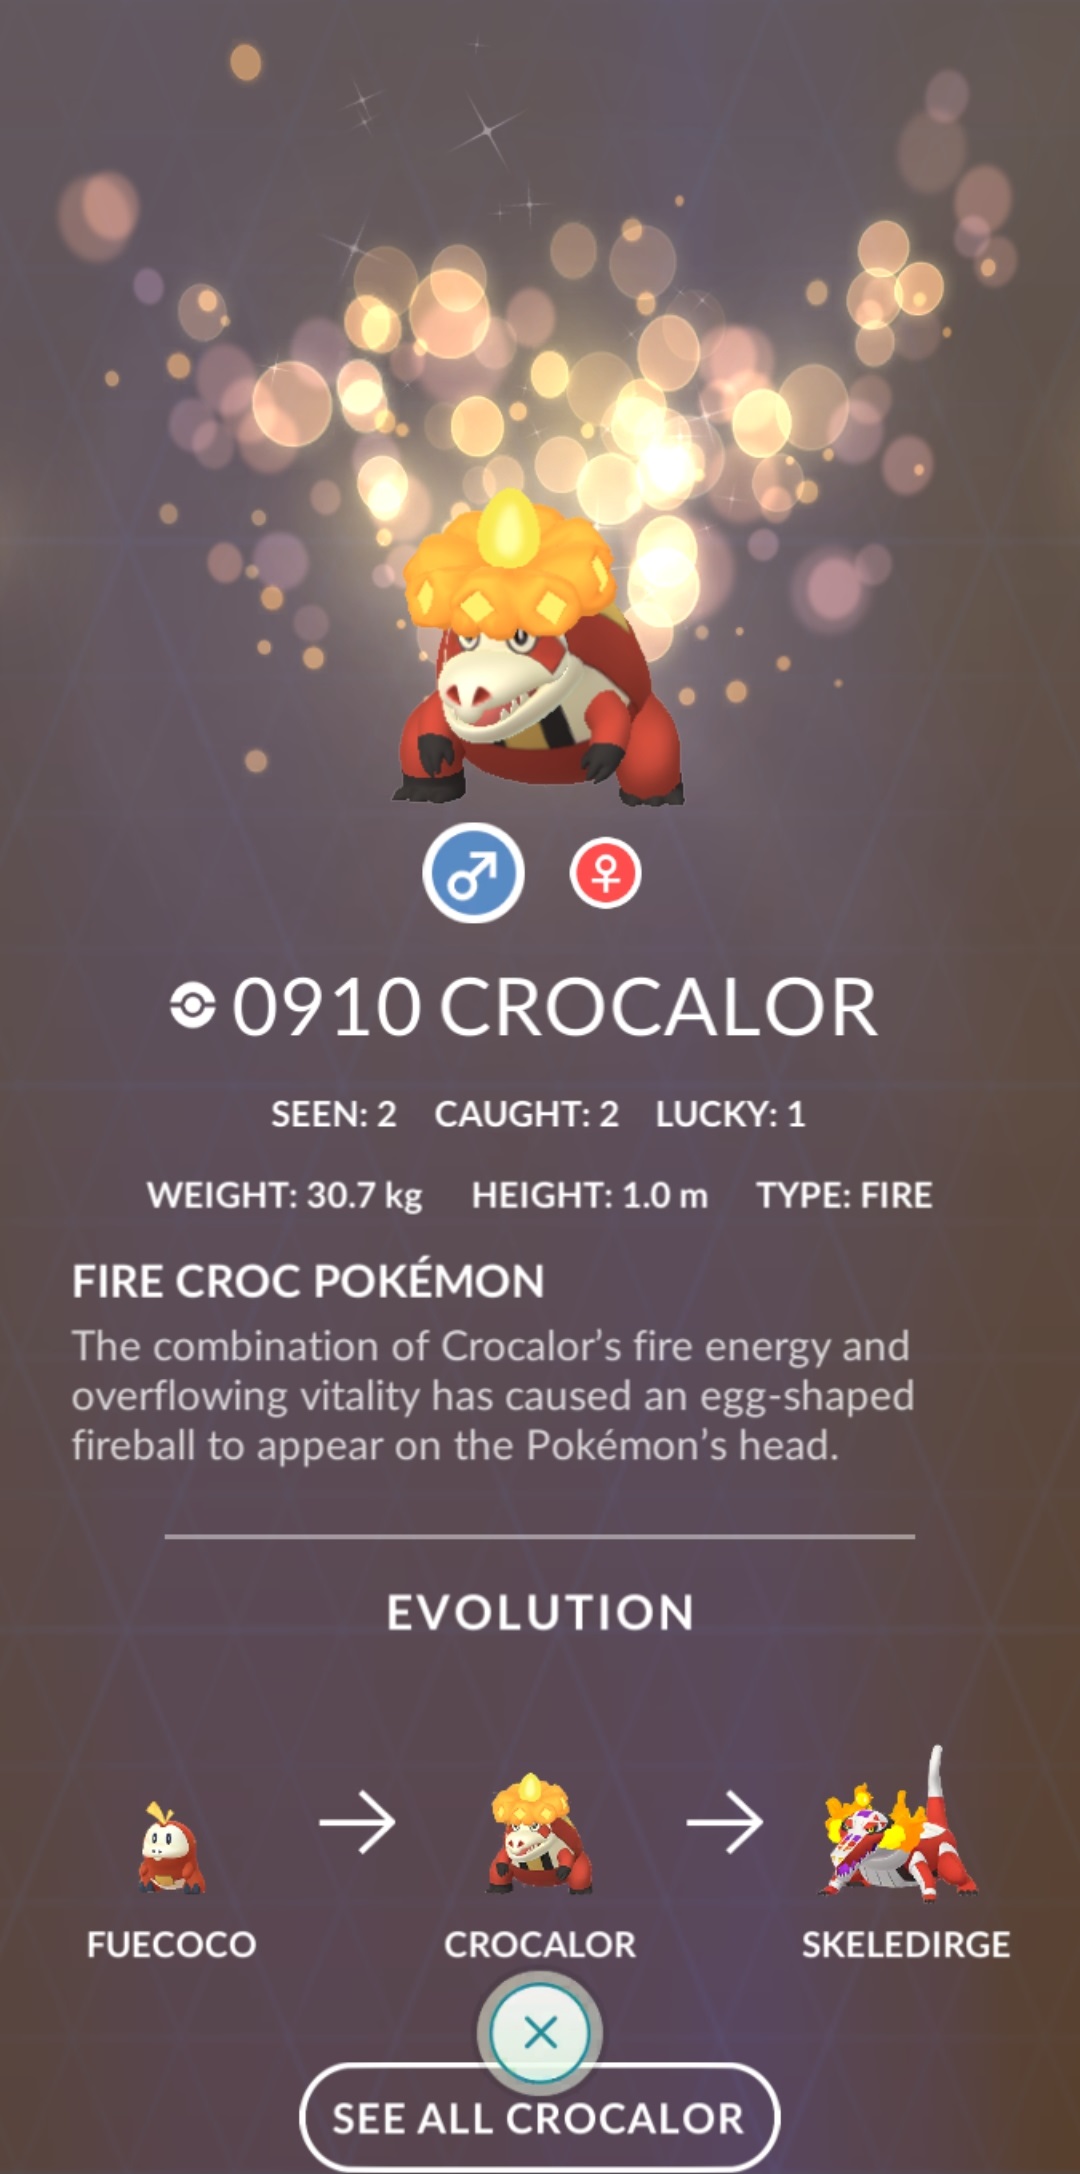 0910 CROCALOR
SEEN: 2 CAUGHT: 2 LUCKY: 1
WEIGHT: 30.7 kg HEIGHT: 1.0 m TYPE: FIRE
FIRE CROC POKÉMON
The combination of Crocalor’s fire energy and
overflowing vitality has caused an egg-shaped
fireball to appear on the Pokémon’s head.
EVOLUTION
FUECOCO CROCALOR SKELEDIRGE
SEE ALL CROCALOR